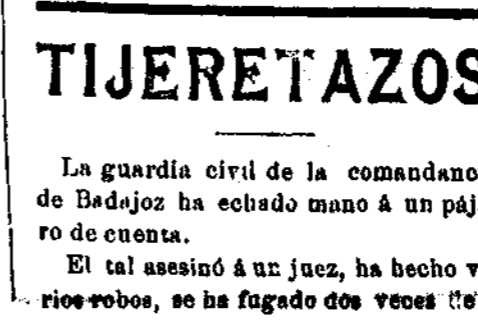 TIJERETAZOS
La guardia civil de la comandanc
de Badajoz ha echado mano á un páj
ro de cuenta.
El tal asesinó á un juez, ha hecho v
rios robos, se ha fugado dos veces de